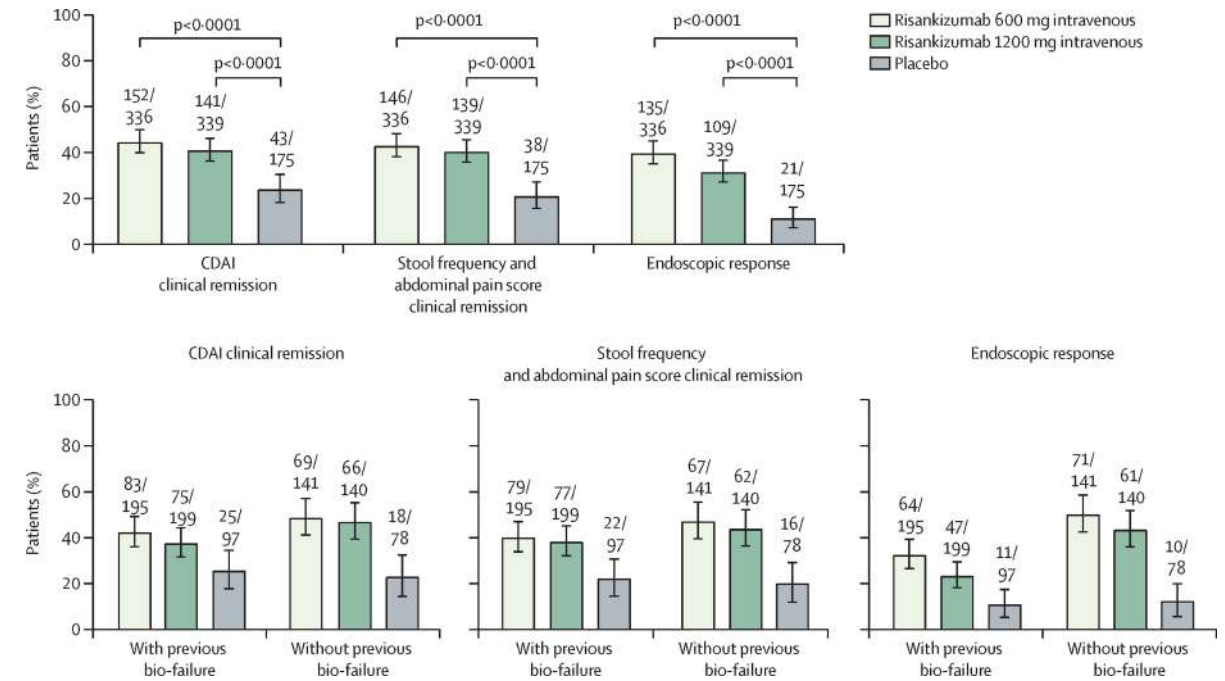 100
80
60
40
20
0
Patients (%)
p<0·0001
p<0·0001
152/
336
141/
339
43/
175
CDAI
clinical remission
p<0·0001
p<0·0001
146/
336
139/
339
38/
175
Stool frequency and
abdominal pain score
clinical remission
p<0·0001
p<0·0001
135/
336
109/
339
21/
175
Endoscopic response
Risankizumab 600 mg intravenous
Risankizumab 1200 mg intravenous
Placebo
CDAI clinical remission
100
80
60
40
20
0
Patients (%)
83/
195
75/
199
25/
97
69/
141
66/
140
18/
78
With previous
bio-failure
Without previous
bio-failure
Stool frequency
and abdominal pain score clinical remission
79/
195
77/
199
22/
97
67/
141
62/
140
16/
78
With previous
bio-failure
Without previous
bio-failure
Endoscopic response
64/
195
47/
199
11/
97
71/
141
61/
140
10/
78
With previous
bio-failure
Without previous
bio-failure